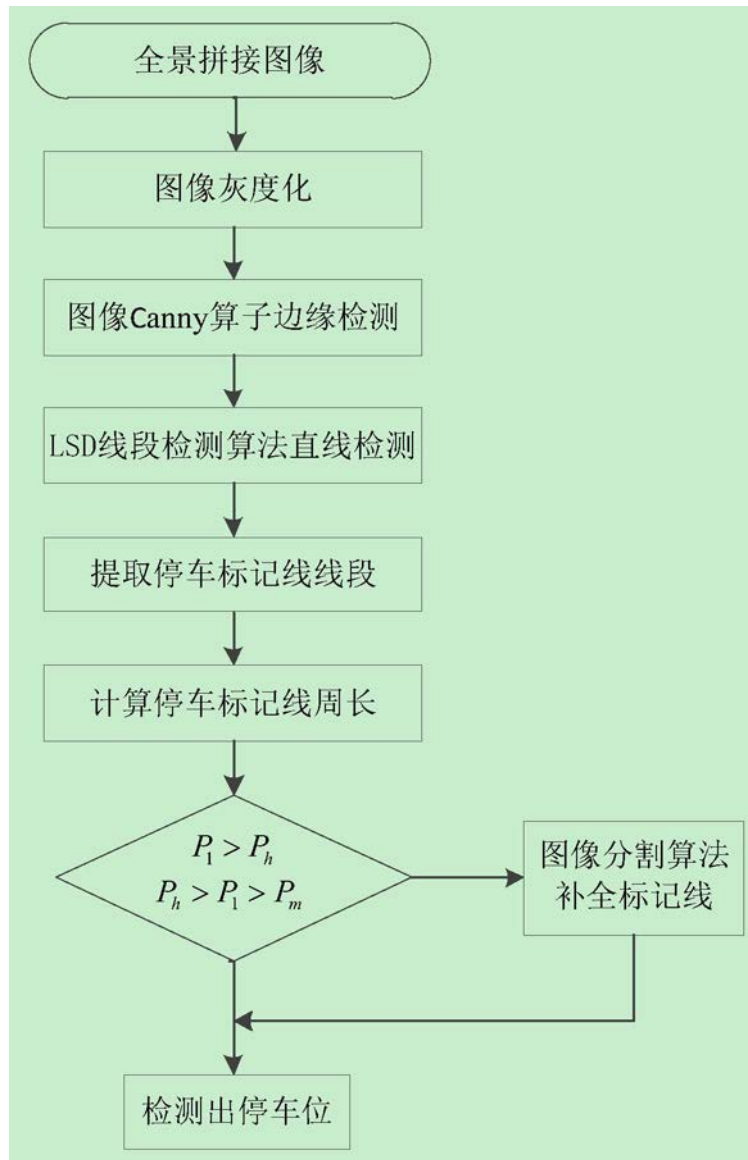 全景拼接图像
图像灰度化
图像Canny算子边缘检测
LSD线段检测算法直线检测
提取停车标记线线段
计算停车标记线周长
P₁ > Pₕ
Pₕ > P₁ > Pₘ
图像分割算法
补全标记线
检测出停车位